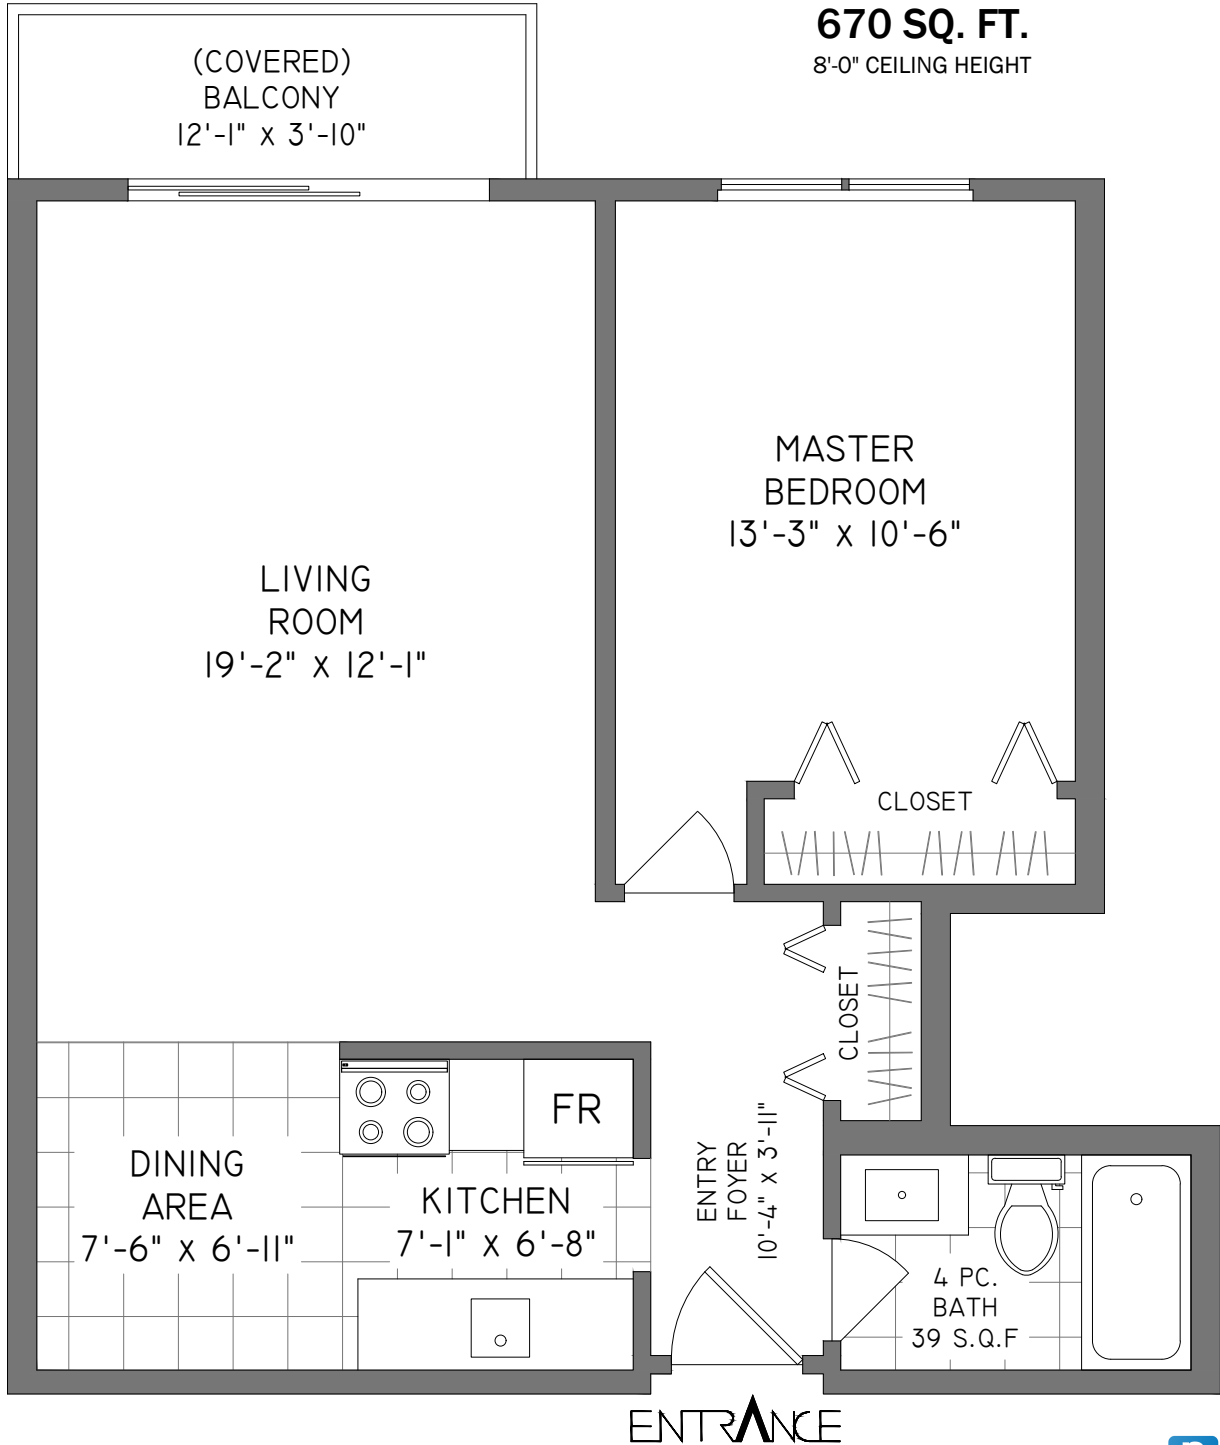 670 SQ. FT.
8'-0" CEILING HEIGHT
(COVERED)
BALCONY
12'-1" X 3'-10"
MASTER
BEDROOM
13'-3" X 10'-6"
LIVING
ROOM
19'-2" X 12'-1"
CLOSET
CLOSET
FR
DINING
AREA
7'-6" X 6'-11"
KITCHEN
7'-1" X 6'-8"
ENTRY
FOYER
10'-4" X 3'-11"
4 PC.
BATH
39 S.Q.F
ENTRANCE